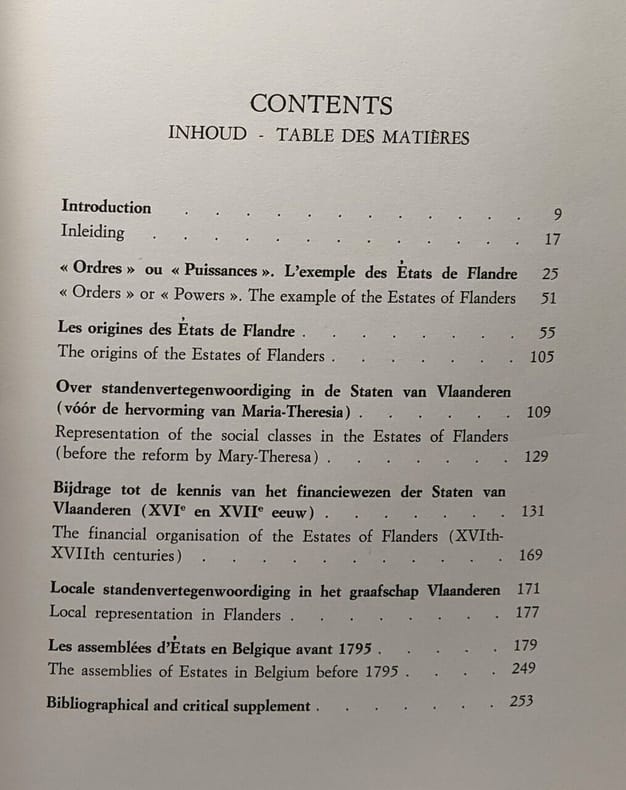 CONTENTS
INHOUD - TABLE DES MATIÈRES
Introduction . . . . . . . . . . . . 9
Inleiding . . . . . . . . . . . . . 17
« Ordres » ou « Puissances ». L'exemple des États de Flandre 25
« Orders » or « Powers ». The example of the Estates of Flanders 51
Les origines des États de Flandre . . . . . . . . 55
The origins of the Estates of Flanders . . . . . . . 105
Over standenvertegenwoordiging in de Staten van Vlaanderen
(vóór de hervorming van Maria-Theresia) . . . . . . 109
Representation of the social classes in the Estates of Flanders
(before the reform by Mary-Theresa) . . . . . . . 129
Bijdrage tot de kennis van het financiewezen der Staten van
Vlaanderen (XVIe en XVIIe eeuw) . . . . . . . 131
The financial organisation of the Estates of Flanders (XVIth-
XVIIth centuries) . . . . . . . . . . . 169
Locale standenvertegenwoordiging in het graafschap Vlaanderen 171
Local representation in Flanders . . . . . . . . 177
Les assemblées d'États en Belgique avant 1795 . . . . . 179
The assemblies of Estates in Belgium before 1795 . . . . 249
Bibliographical and critical supplement . . . . . . . 253